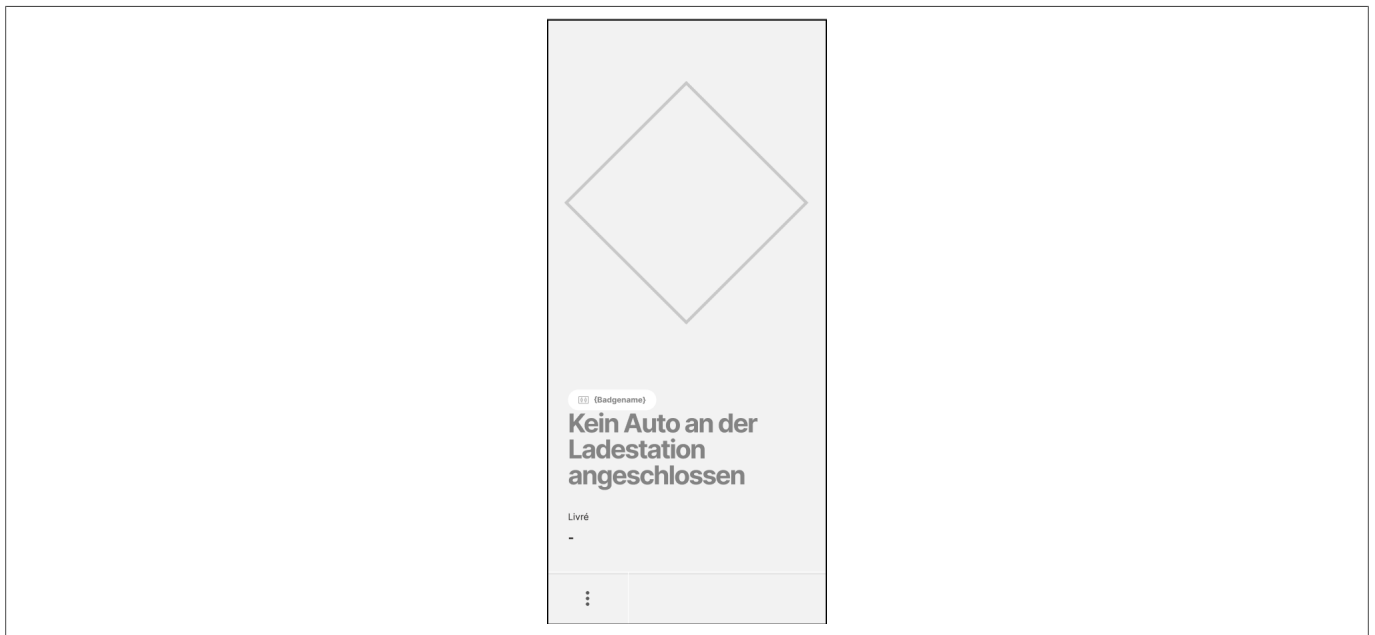 {Badgename}
Kein Auto an der
Ladestation
angeschlossen
Livré
-